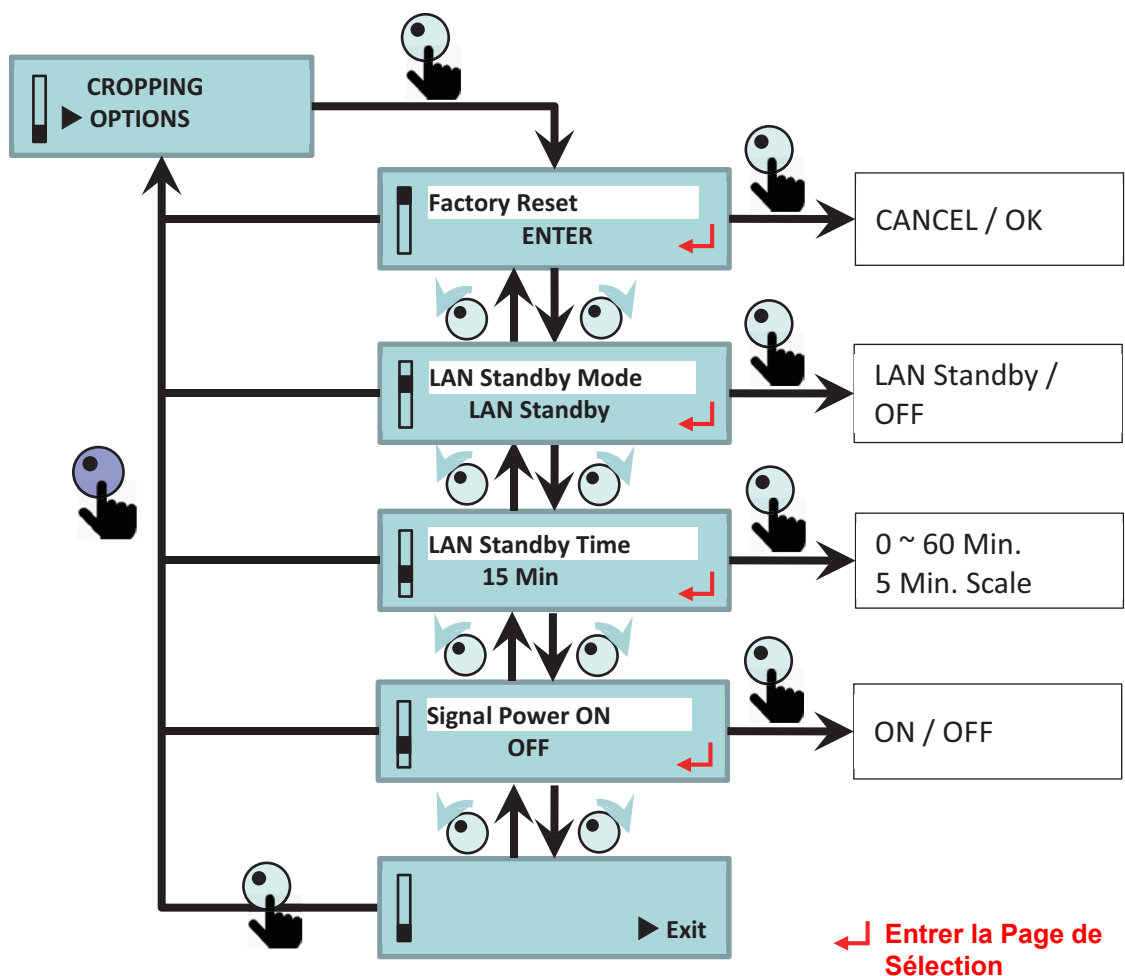 CROPPING
▶ OPTIONS
Factory Reset
ENTER
CANCEL / OK
LAN Standby Mode
LAN Standby
LAN Standby /
OFF
LAN Standby Time
15 Min
0 ~ 60 Min.
5 Min. Scale
Signal Power ON
OFF
ON / OFF
▶ Exit
Entrer la Page de
Sélection